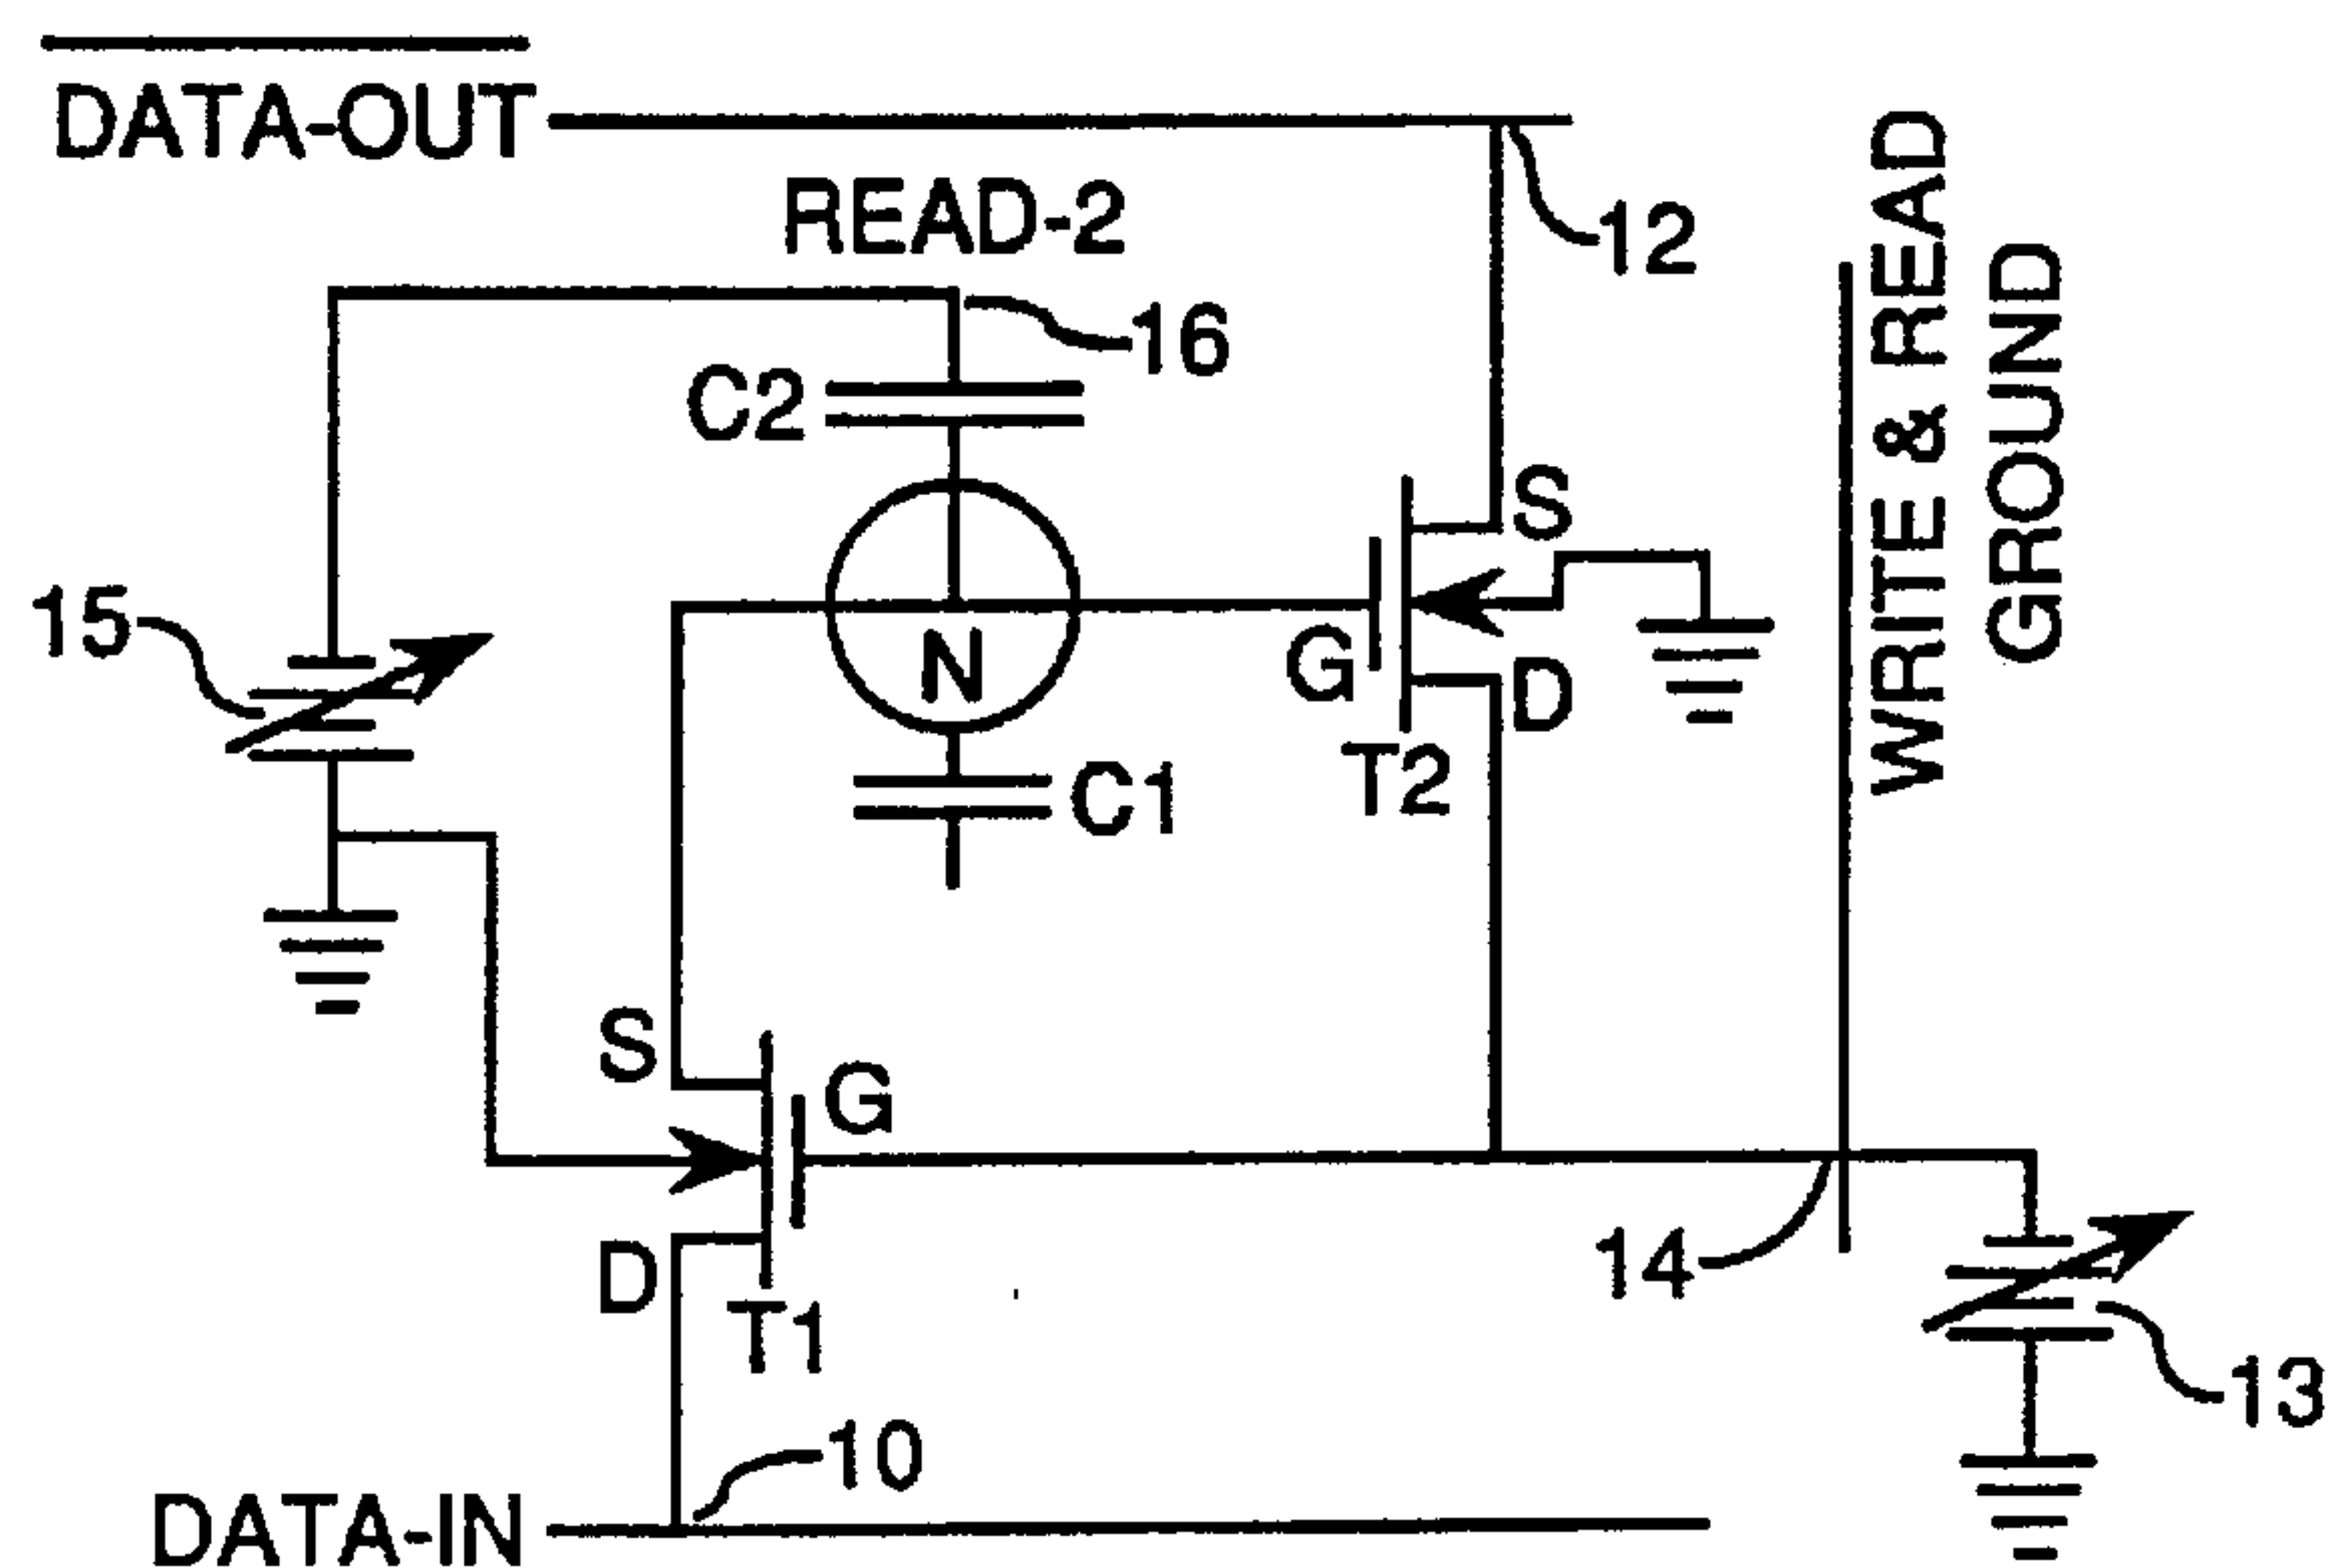 DATA-OUT
READ-2
12
WRITE & READ
GROUND
16
C2
S
15
N
G
D
T2
C1
S
G
14
D
T1
13
10
DATA-IN